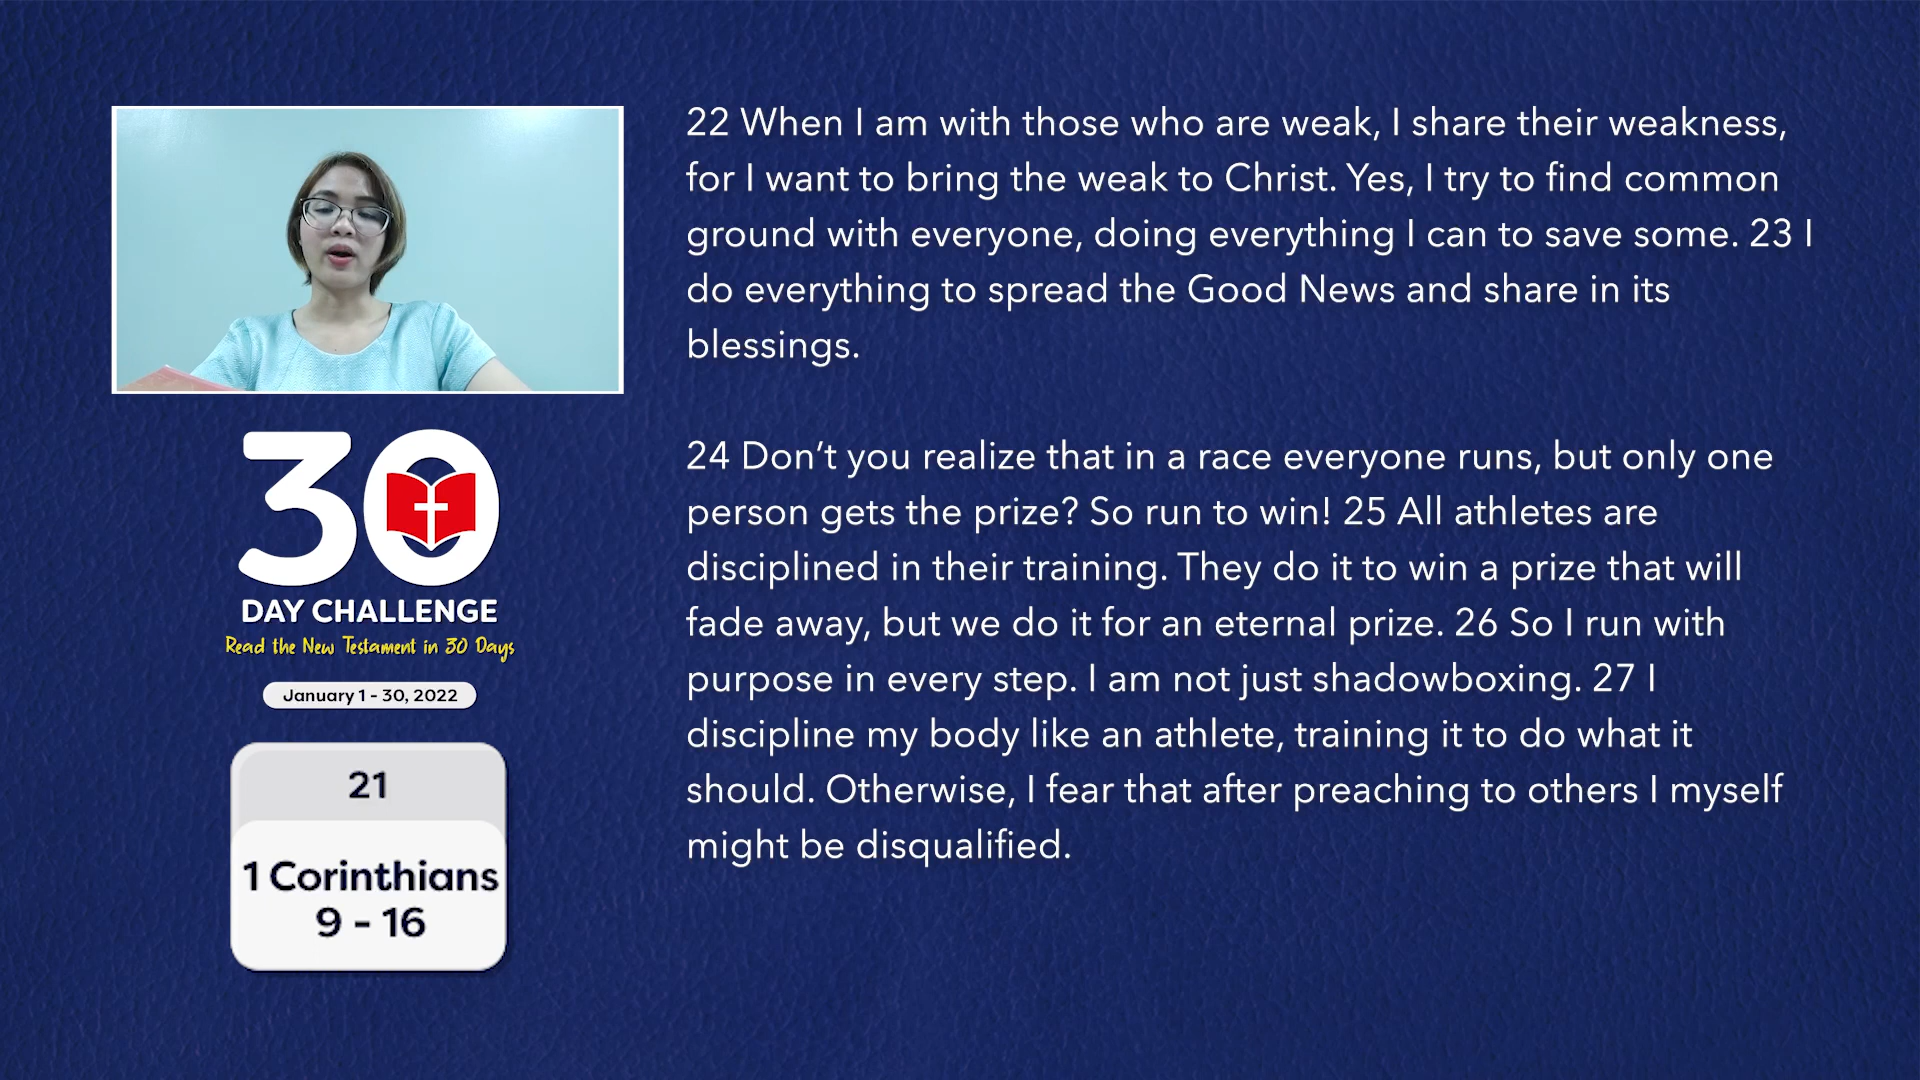 22 When I am with those who are weak, I share their weakness,
for I want to bring the weak to Christ. Yes, I try to find common
ground with everyone, doing everything I can to save some. 23 I
do everything to spread the Good News and share in its
blessings.
24 Don’t you realize that in a race everyone runs, but only one
person gets the prize? So run to win! 25 All athletes are
disciplined in their training. They do it to win a prize that will
fade away, but we do it for an eternal prize. 26 So I run with
purpose in every step. I am not just shadowboxing. 27 I
discipline my body like an athlete, training it to do what it
should. Otherwise, I fear that after preaching to others I myself
might be disqualified.
30
DAY CHALLENGE
Read the New Testament in 30 Days
January 1 - 30, 2022
21
1 Corinthians
9 - 16